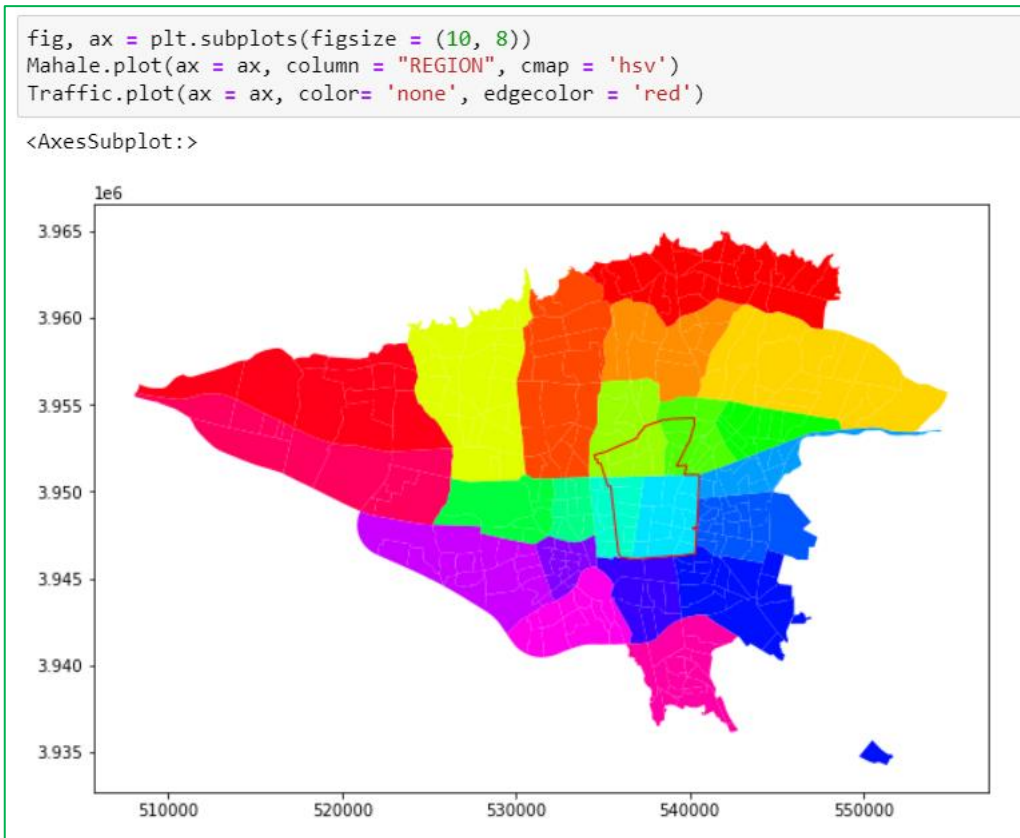 fig, ax = plt.subplots(figsize = (10, 8))
Mahale.plot(ax = ax, column = "REGION", cmap = 'hsv')
Traffic.plot(ax = ax, color= 'none', edgecolor = 'red')
<AxesSubplot:>
1e6
3.965
3.960
3.955
3.950
3.945
3.940
3.935
510000 520000 530000 540000 550000